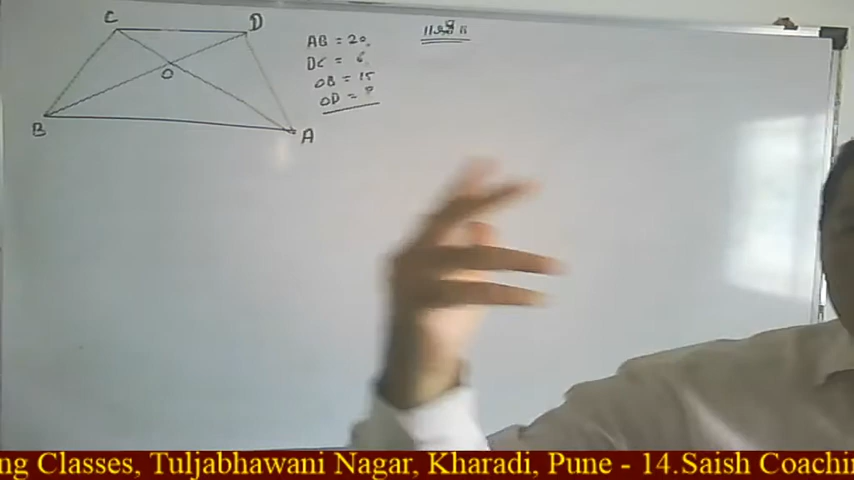 C
D
O
B
A
AB = 20
DC = 6
OB = 15
OD = ?
ng Classes, Tuljabhawani Nagar, Kharadi, Pune - 14.Saish Coachi